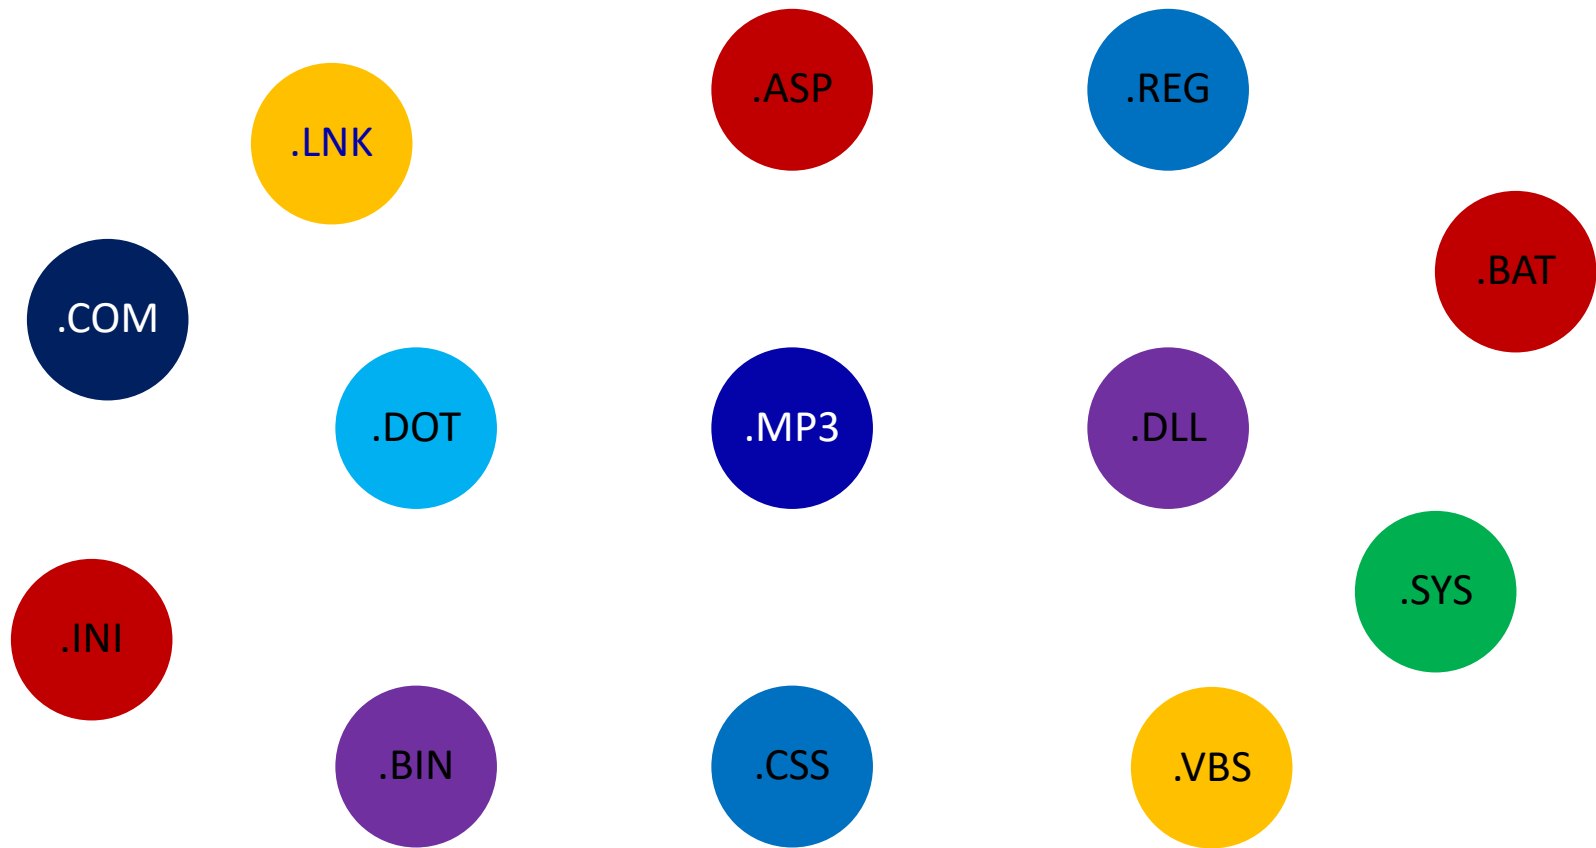 .ASP
.REG
.LNK
.BAT
.COM
.DOT
.MP3
.DLL
.SYS
.INI
.BIN
.CSS
.VBS